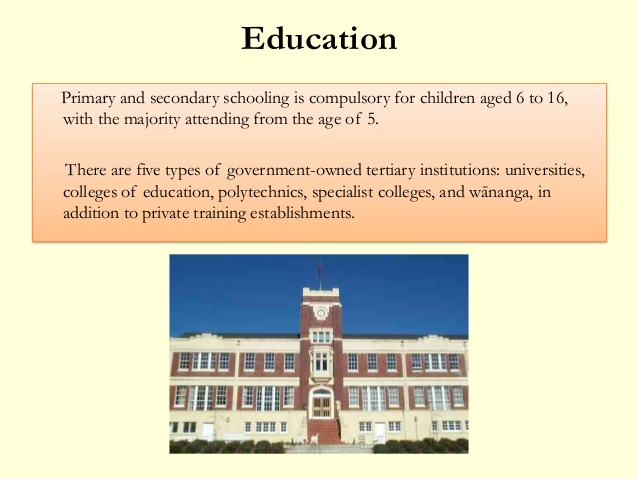 Education
Primary and secondary schooling is compulsory for children aged 6 to 16,
with the majority attending from the age of 5.
There are five types of government-owned tertiary institutions: universities,
colleges of education, polytechnics, specialist colleges, and wānanga, in
addition to private training establishments.